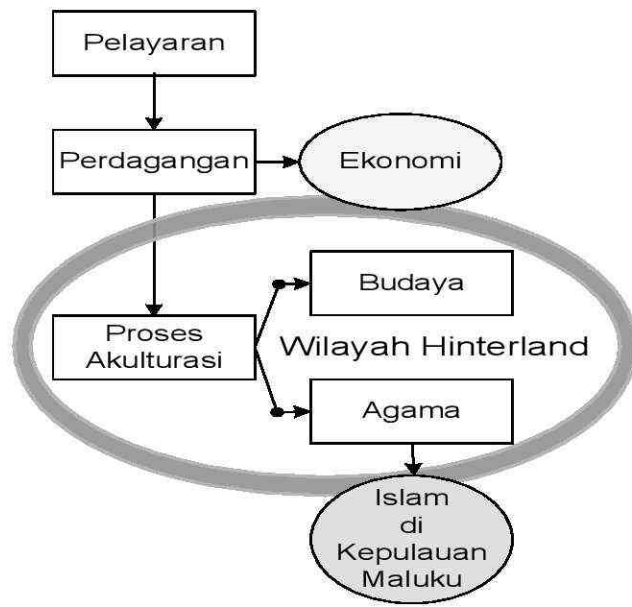 Pelayaran
Perdagangan
Ekonomi
Budaya
Proses
Akulturasi
Wilayah Hinterland
Agama
Islam
di
Kepulauan
Maluku